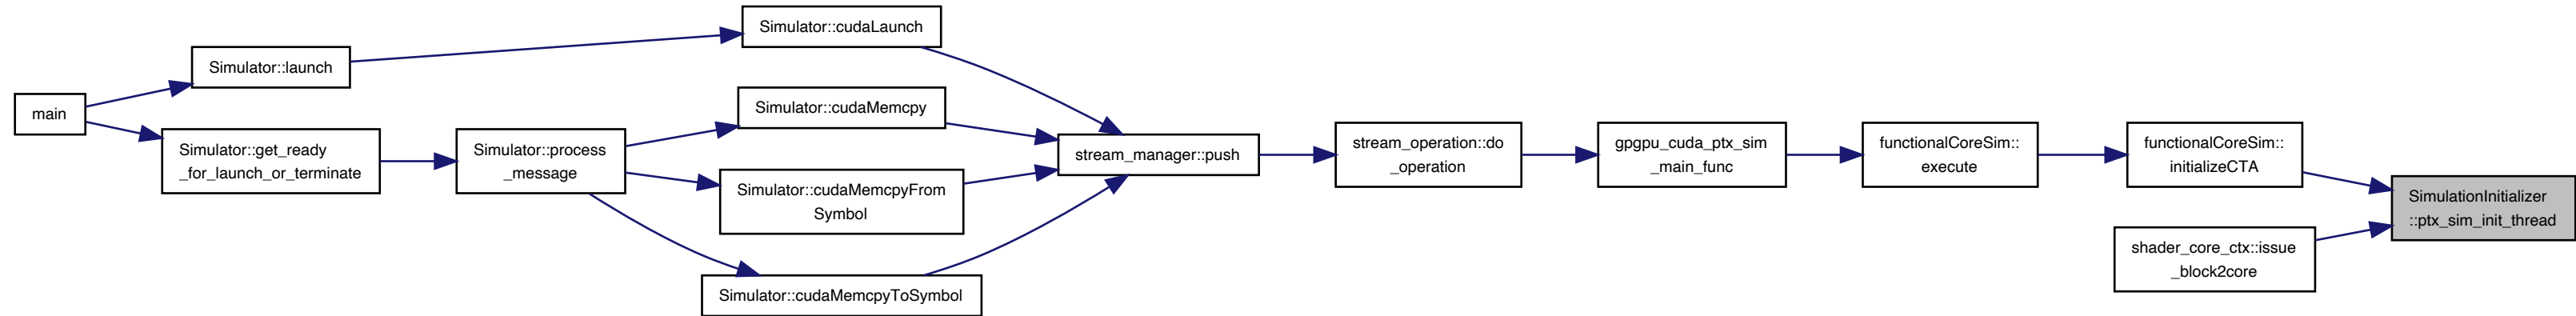 main
Simulator::launch
Simulator::get_ready
_for_launch_or_terminate
Simulator::process
_message
Simulator::cudaLaunch
Simulator::cudaMemcpy
Simulator::cudaMemcpyFrom
Symbol
Simulator::cudaMemcpyToSymbol
stream_manager::push
stream_operation::do
_operation
gpgpu_cuda_ptx_sim
_main_func
functionalCoreSim::
execute
functionalCoreSim::
initializeCTA
shader_core_ctx::issue
_block2core
SimulationInitializer
::ptx_sim_init_thread